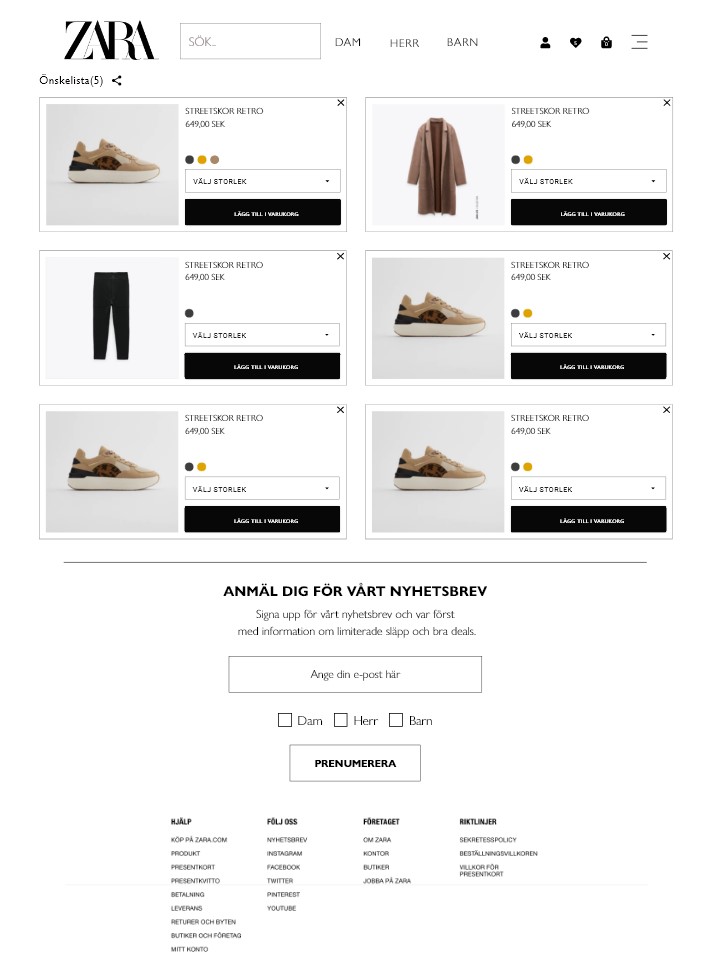 ZARA
SÖK..
DAM
HERR
BARN
Önskelista(5)
STREETSKOR RETRO
649,00 SEK
VÄLJ STORLEK
LÄGG TILL I VARUKORG
STREETSKOR RETRO
649,00 SEK
VÄLJ STORLEK
LÄGG TILL I VARUKORG
STREETSKOR RETRO
649,00 SEK
VÄLJ STORLEK
LÄGG TILL I VARUKORG
STREETSKOR RETRO
649,00 SEK
VÄLJ STORLEK
LÄGG TILL I VARUKORG
STREETSKOR RETRO
649,00 SEK
VÄLJ STORLEK
LÄGG TILL I VARUKORG
STREETSKOR RETRO
649,00 SEK
VÄLJ STORLEK
LÄGG TILL I VARUKORG
ANMÄL DIG FÖR VÅRT NYHETSBREV
Signa upp för vårt nyhetsbrev och var först
med information om limiterade släpp och bra deals.
Ange din e-post här
Dam
Herr
Barn
PRENUMERERA
HJÄLP
KÖP PÅ ZARA.COM
PRODUKT
PRESENTKORT
PRESENTKVITTO
BETALNING
LEVERANS
RETURER OCH BYTEN
BUTIKER OCH FÖRETAG
MITT KONTO
FÖLJ OSS
NYHETSBREV
INSTAGRAM
FACEBOOK
TWITTER
PINTEREST
YOUTUBE
FÖRETAGET
OM ZARA
KONTOR
BUTIKER
JOBBA PÅ ZARA
RIKTLINJER
SEKRETESSPOLICY
BESTÄLLNINGSVILLKOREN
VILLKOR FÖR
PRESENTKORT